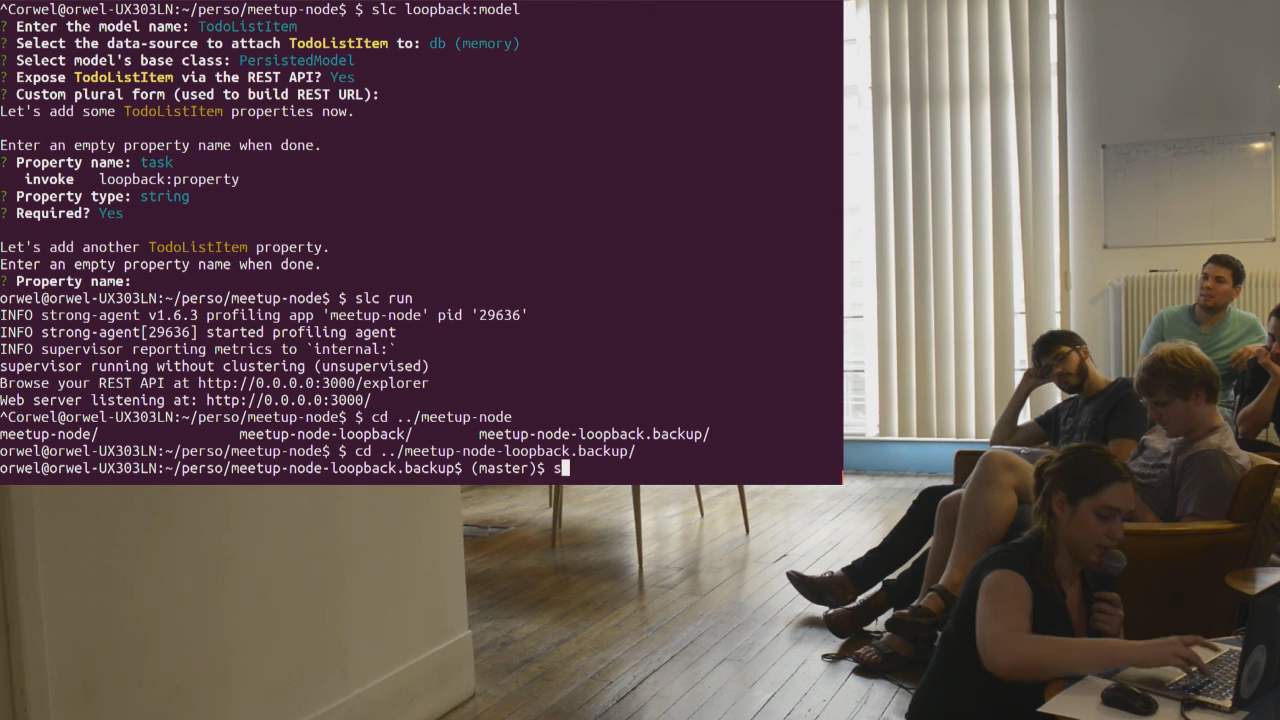 ^Corwel@orwel-UX303LN:~/perso/meetup-node$ $ slc loopback:model
? Enter the model name: TodoListItem
? Select the data-source to attach TodoListItem to: db (memory)
? Select model's base class: PersistedModel
? Expose TodoListItem via the REST API? Yes
? Custom plural form (used to build REST URL):
Let's add some TodoListItem properties now.
Enter an empty property name when done.
? Property name: task
invoke loopback:property
? Property type: string
? Required? Yes
Let's add another TodoListItem property.
Enter an empty property name when done.
? Property name:
orwel@orwel-UX303LN:~/perso/meetup-node$ $ slc run
INFO strong-agent v1.6.3 profiling app 'meetup-node' pid '29636'
INFO strong-agent[29636] started profiling agent
INFO supervisor reporting metrics to `internal:`
supervisor running without clustering (unsupervised)
Browse your REST API at http://0.0.0.0:3000/explorer
Web server listening at: http://0.0.0.0:3000/
^Corwel@orwel-UX303LN:~/perso/meetup-node$ $ cd ../meetup-node
meetup-node/ meetup-node-loopback/ meetup-node-loopback.backup/
orwel@orwel-UX303LN:~/perso/meetup-node$ $ cd ../meetup-node-loopback.backup/
orwel@orwel-UX303LN:~/perso/meetup-node-loopback.backup$ (master)$ s